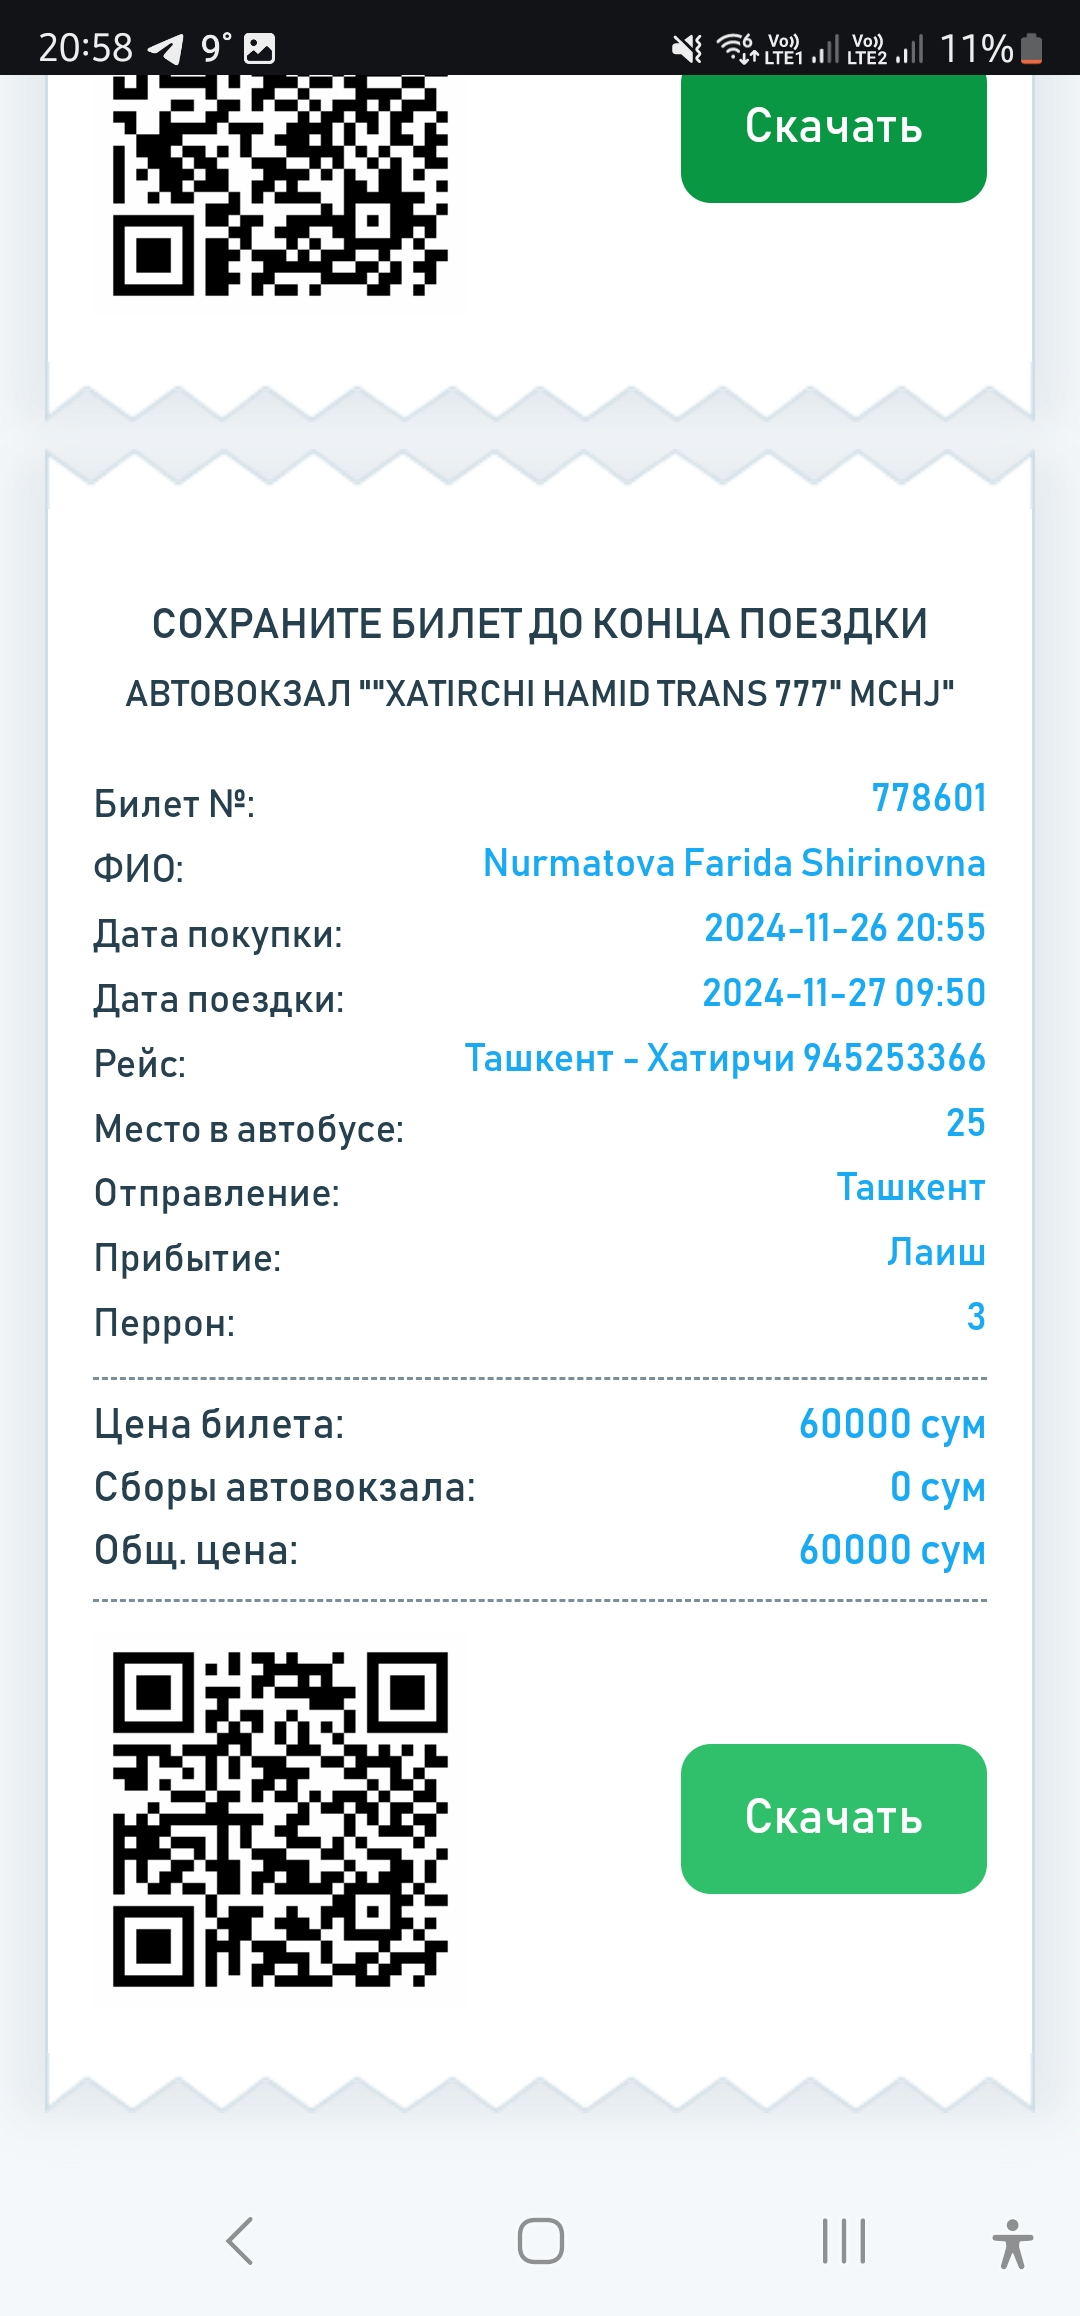 20:58 9° 6 Vo)) LTE1 Vo)) LTE2 11%
Скачать
СОХРАНИТЕ БИЛЕТ ДО КОНЦА ПОЕЗДКИ
АВТОВОКЗАЛ ""XATIRCHI HAMID TRANS 777" MCHJ"
Билет №: 778601
ФИО: Nurmatova Farida Shirinovna
Дата покупки: 2024-11-26 20:55
Дата поездки: 2024-11-27 09:50
Рейс: Ташкент - Хатирчи 945253366
Место в автобусе: 25
Отправление: Ташкент
Прибытие: Лаиш
Перрон: 3
Цена билета: 60000 сум
Сборы автовокзала: 0 сум
Общ. цена: 60000 сум
Скачать